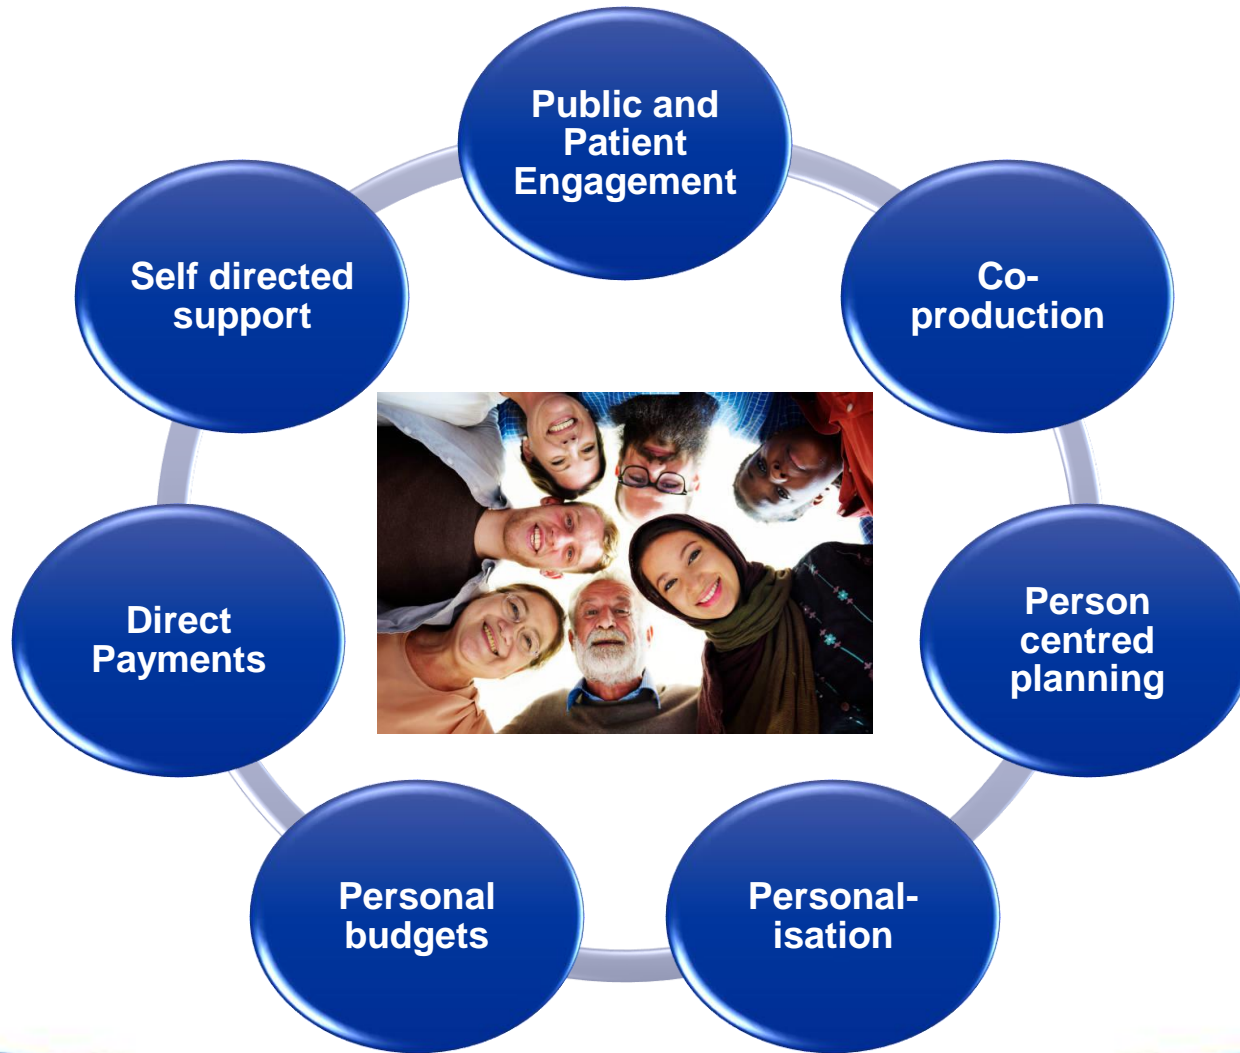 Public and
Patient
Engagement
Co-
production
Person
centred
planning
Personal-
isation
Personal
budgets
Direct
Payments
Self directed
support